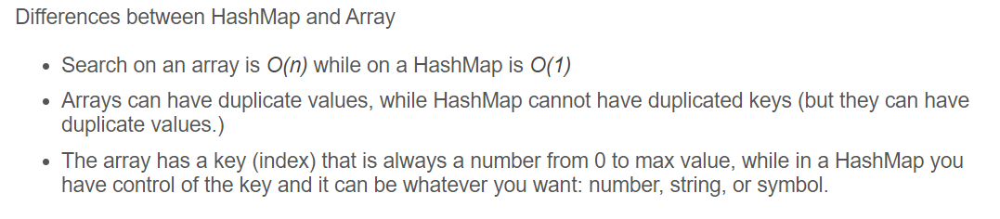 Differences between HashMap and Array
• Search on an array is O(n) while on a HashMap is O(1)
• Arrays can have duplicate values, while HashMap cannot have duplicated keys (but they can have
duplicate values.)
• The array has a key (index) that is always a number from 0 to max value, while in a HashMap you
have control of the key and it can be whatever you want: number, string, or symbol.